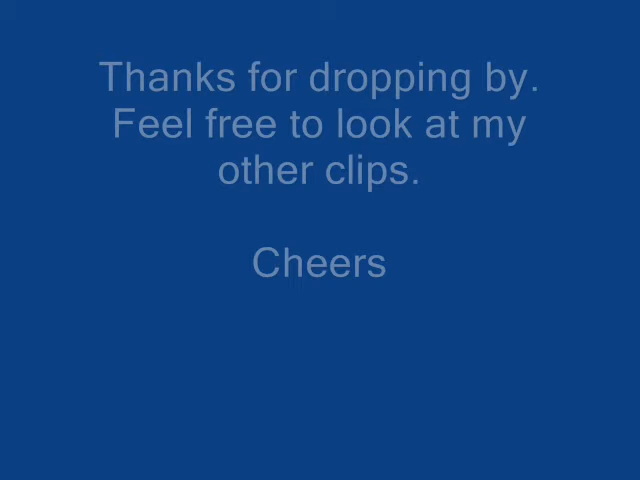 Thanks for dropping by.
Feel free to look at my
other clips.
Cheers